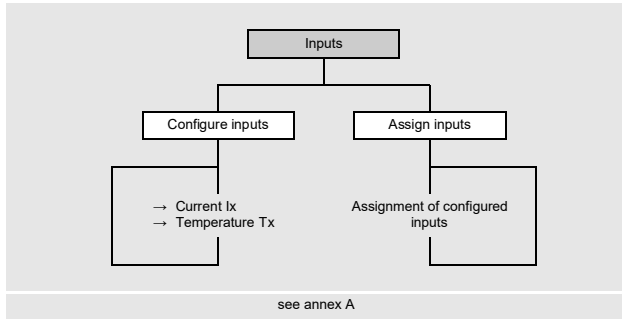 Inputs
Configure inputs
Assign inputs
→ Current Ix
→ Temperature Tx
Assignment of configured
inputs
see annex A